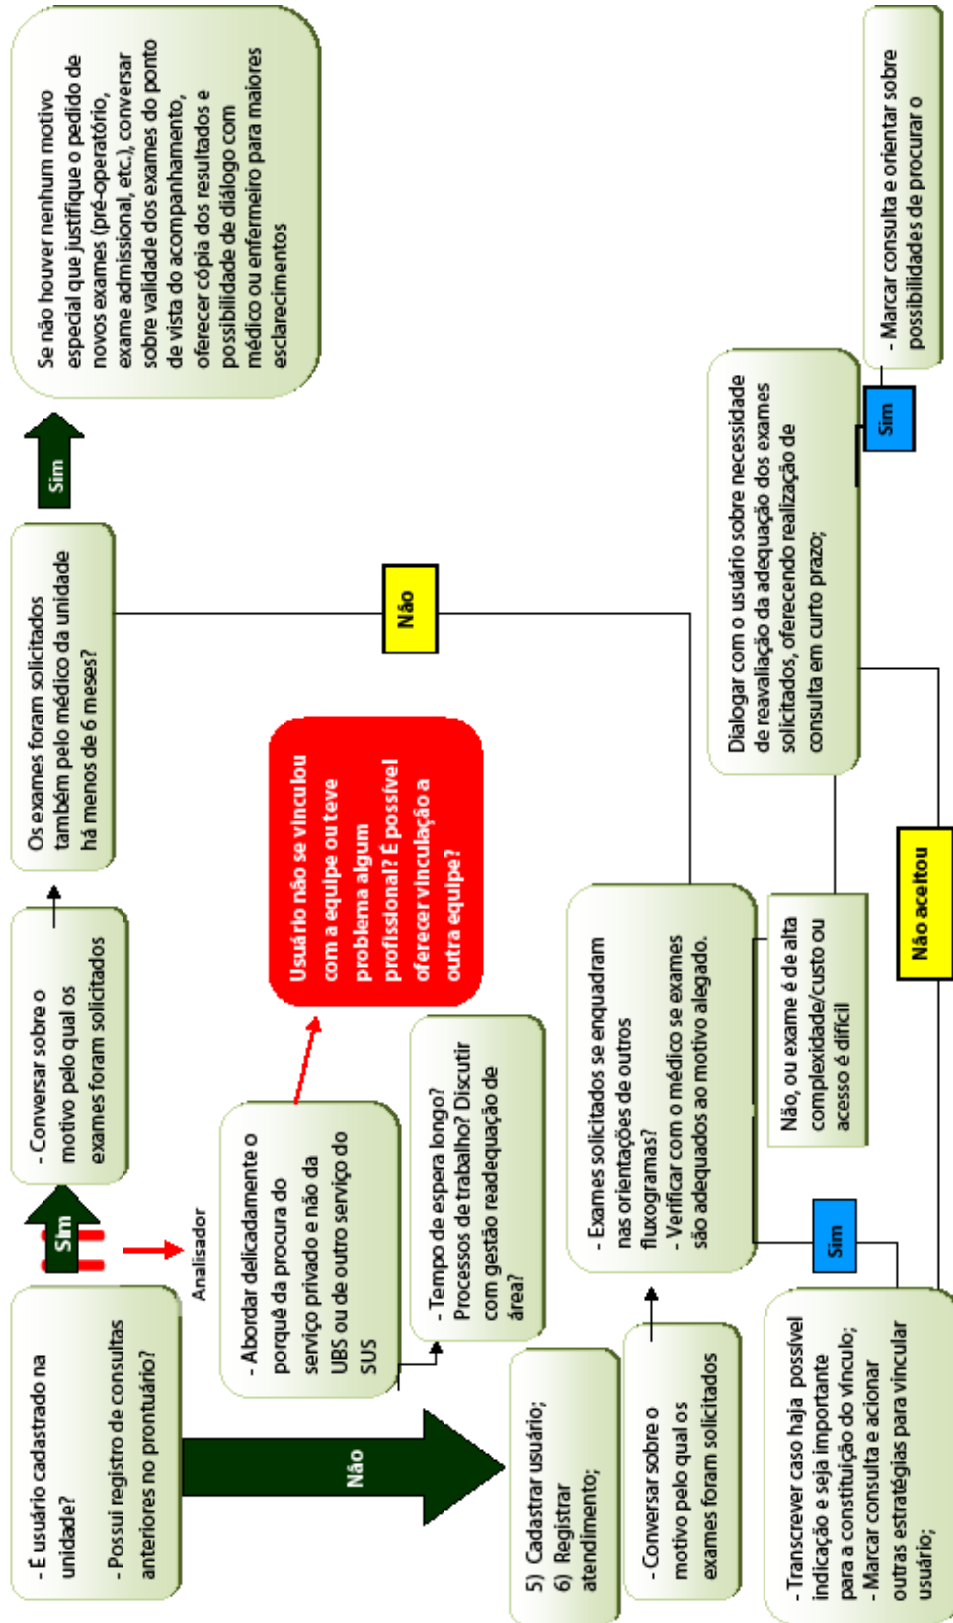 - É usuário cadastrado na
unidade?
- Possui registro de consultas
anteriores no prontuário?
Sim
- Conversar sobre o
motivo pelo qual os
exames foram solicitados
Os exames foram solicitados
também pelo médico da unidade
há menos de 6 meses?
Sim
Se não houver nenhum motivo
especial que justifique o pedido de
novos exames (pré-operatório,
exame admissional, etc.), conversar
sobre validade dos exames do ponto
de vista do acompanhamento,
oferecer cópia dos resultados e
possibilidade de diálogo com
médico ou enfermeiro para maiores
esclarecimentos
Analisador
- Abordar delicadamente o
porquê da procura do
serviço privado e não da
UBS ou de outro serviço do
SUS
Usuário não se vinculou
com a equipe ou teve
problema algum
profissional? É possível
oferecer vinculação a
outra equipe?
- Tempo de espera longo?
Processos de trabalho? Discutir
com gestão readequação de
área?
Não
Não
5) Cadastrar usuário;
6) Registrar
atendimento;
- Conversar sobre o
motivo pelo qual os
exames foram solicitados
- Exames solicitados se enquadram
nas orientações de outros
fluxogramas?
- Verificar com o médico se exames
são adequados ao motivo alegado.
Sim
Não, ou exame é de alta
complexidade/custo ou
acesso é difícil
Dialogar com o usuário sobre necessidade
de reavaliação da adequação dos exames
solicitados, oferecendo realização de
consulta em curto prazo;
Sim
- Marcar consulta e orientar sobre
possibilidades de procurar o
Não aceitou
- Transcrever caso haja possível
indicação e seja importante
para a constituição do vínculo;
- Marcar consulta e acionar
outras estratégias para vincular
usuário;